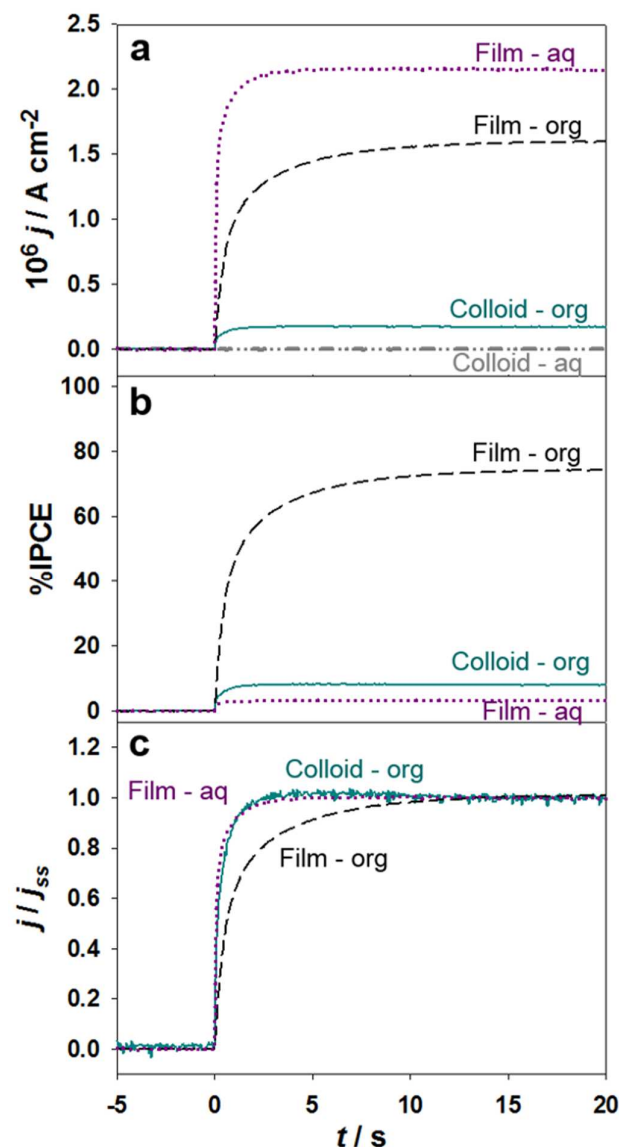 a
2.5
2.0
1.5
1.0
0.5
0.0
10⁶ j / A cm⁻²
Film - aq
Film - org
Colloid - org
Colloid - aq
b
100
80
60
40
20
0
%IPCE
Film - org
Colloid - org
Film - aq
c
1.2
1.0
0.8
0.6
0.4
0.2
0.0
j / jss
Colloid - org
Film - aq
Film - org
-5 0 5 10 15 20
t / s